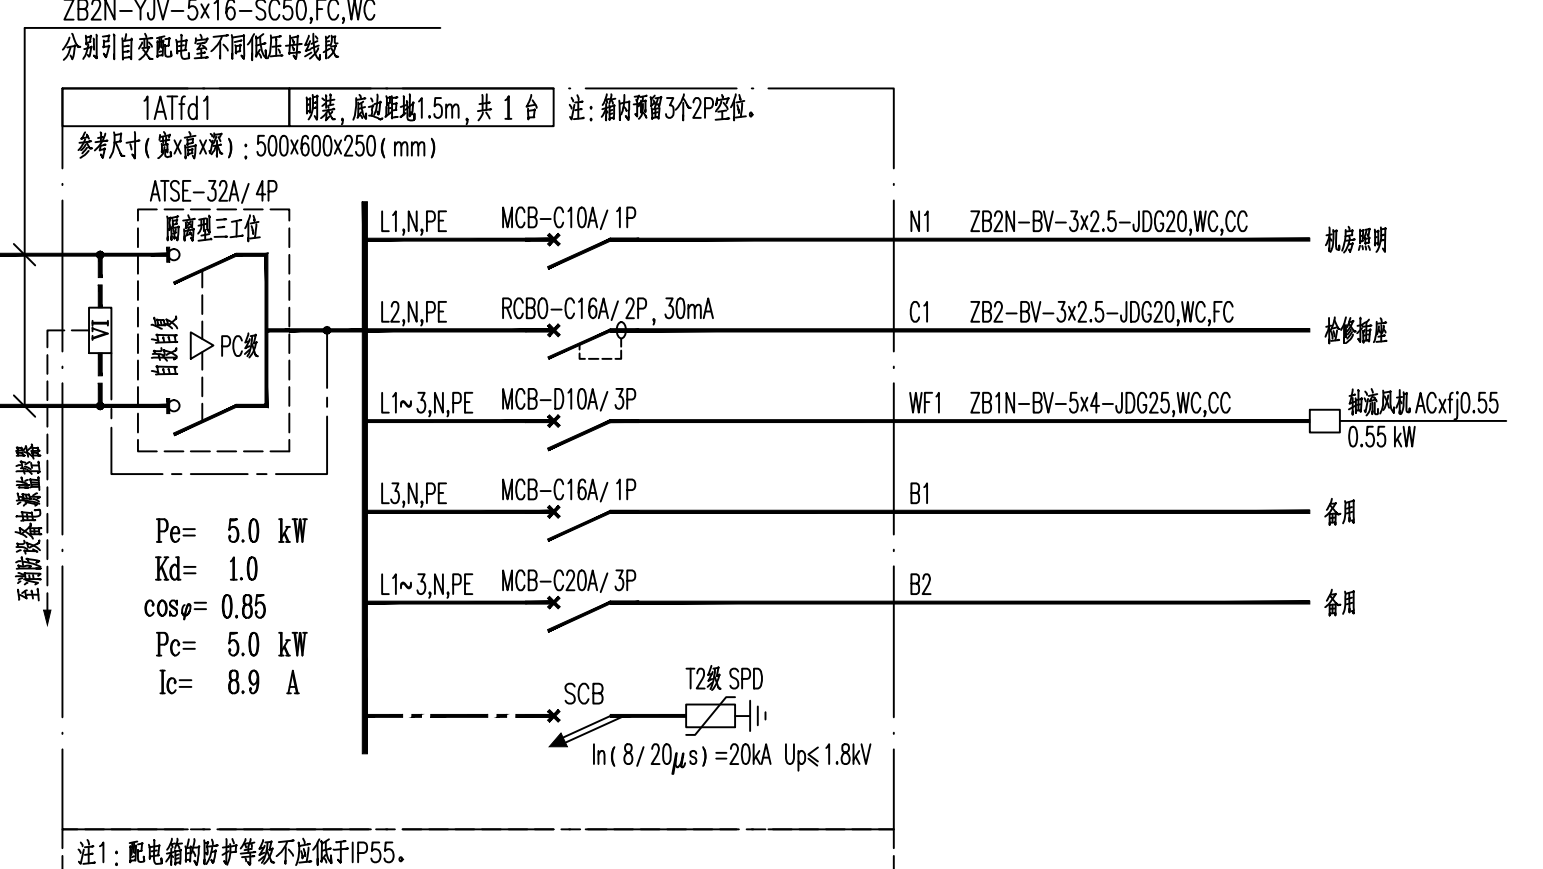 ZB2N-YJV-5x16-SC50,FC,WC
分别引自变配电室不同低压母线段
1ATfd1
明装,底边距地1.5m,共 1 台
注:箱内预留3个2P空位。
参考尺寸(宽x高x深):500x600x250(mm)
ATSE-32A/4P
隔离型三工位
自投自复
PC级
VI
至消防设备电源监控器
L1,N,PE MCB-C10A/1P N1 ZB2N-BV-3x2.5-JDG20,WC,CC 机房照明
L2,N,PE RCBO-C16A/2P,30mA C1 ZB2-BV-3x2.5-JDG20,WC,FC 检修插座
L1~3,N,PE MCB-D10A/3P WF1 ZB1N-BV-5x4-JDG25,WC,CC 轴流风机 ACxfj0.55
0.55 kW
L3,N,PE MCB-C16A/1P B1 备用
L1~3,N,PE MCB-C20A/3P B2 备用
Pe= 5.0 kW
Kd= 1.0
cosφ= 0.85
Pc= 5.0 kW
Ic= 8.9 A
SCB
T2级 SPD
In(8/20μs)=20kA Up≤1.8kV
注1:配电箱的防护等级不应低于IP55。